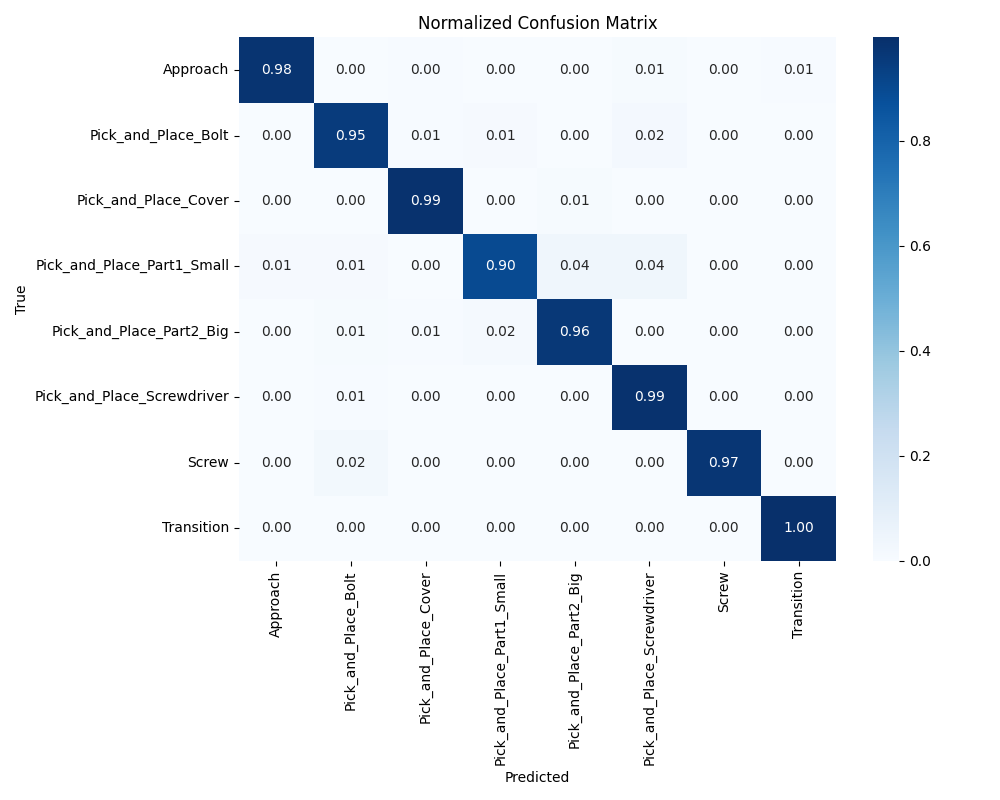 Normalized Confusion Matrix
True
Approach 0.98 0.00 0.00 0.00 0.00 0.01 0.00 0.01
Pick_and_Place_Bolt 0.00 0.95 0.01 0.01 0.00 0.02 0.00 0.00
Pick_and_Place_Cover 0.00 0.00 0.99 0.00 0.01 0.00 0.00 0.00
Pick_and_Place_Part1_Small 0.01 0.01 0.00 0.90 0.04 0.04 0.00 0.00
Pick_and_Place_Part2_Big 0.00 0.01 0.01 0.02 0.96 0.00 0.00 0.00
Pick_and_Place_Screwdriver 0.00 0.01 0.00 0.00 0.00 0.99 0.00 0.00
Screw 0.00 0.02 0.00 0.00 0.00 0.00 0.97 0.00
Transition 0.00 0.00 0.00 0.00 0.00 0.00 0.00 1.00
Approach
Pick_and_Place_Bolt
Pick_and_Place_Cover
Pick_and_Place_Part1_Small
Pick_and_Place_Part2_Big
Pick_and_Place_Screwdriver
Screw
Transition
Predicted
0.8
0.6
0.4
0.2
0.0